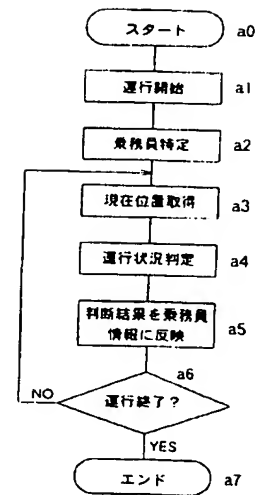 スタート a0
運行開始 a1
乗務員特定 a2
現在位置取得 a3
運行状況判定 a4
判断結果を乗務員
情報に反映 a5
a6
運行終了?
NO
YES
エンド a7